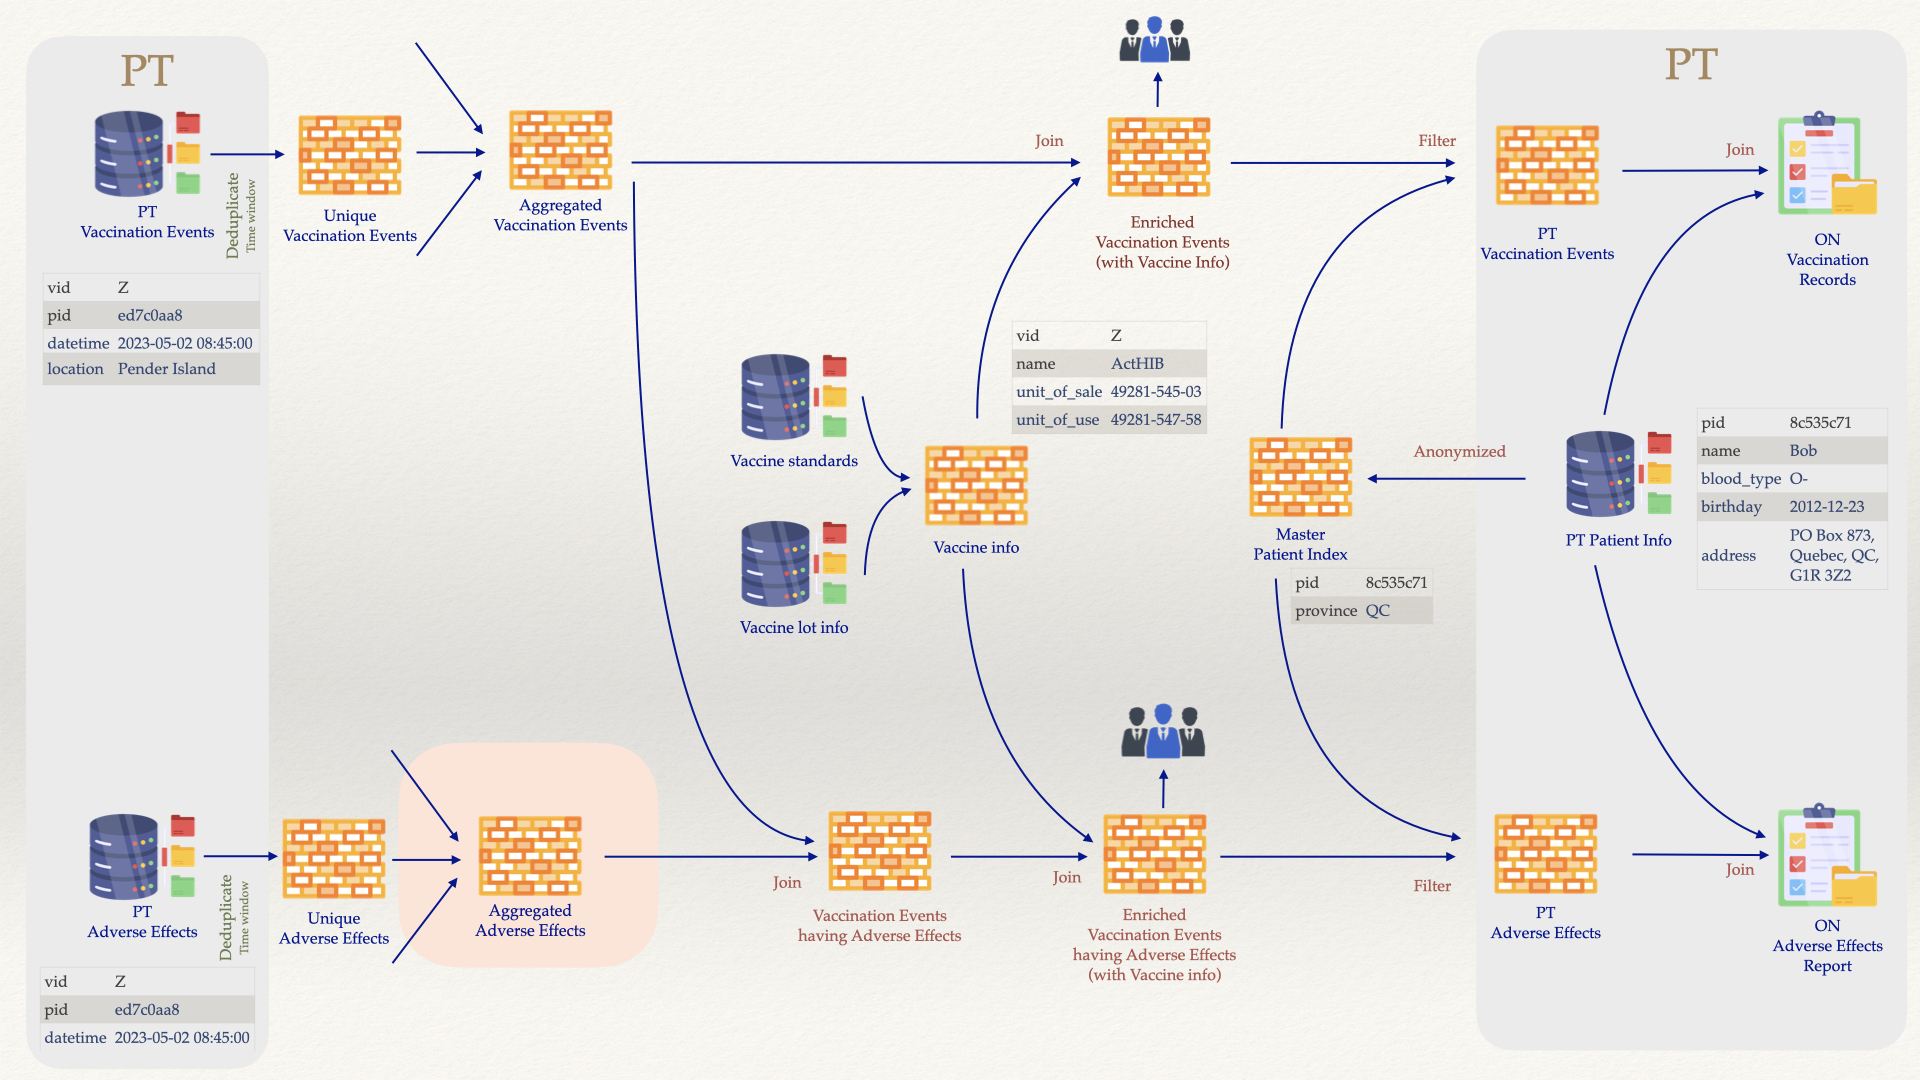 PT
PT
Vaccination Events
Deduplicate
Time window
vid Z
pid ed7c0aa8
datetime 2023-05-02 08:45:00
location Pender Island
Unique
Vaccination Events
Aggregated
Vaccination Events
Join
Enriched
Vaccination Events
(with Vaccine Info)
Filter
PT
PT
Vaccination Events
Join
ON
Vaccination
Records
Vaccine standards
Vaccine lot info
Vaccine info
vid Z
name ActHIB
unit_of_sale 49281-545-03
unit_of_use 49281-547-58
Master
Patient Index
pid 8c535c71
province QC
Anonymized
PT Patient Info
pid 8c535c71
name Bob
blood_type O-
birthday 2012-12-23
address PO Box 873,
Quebec, QC,
G1R 3Z2
PT
Adverse Effects
Deduplicate
Time window
vid Z
pid ed7c0aa8
datetime 2023-05-02 08:45:00
Unique
Adverse Effects
Aggregated
Adverse Effects
Join
Vaccination Events
having Adverse Effects
Join
Enriched
Vaccination Events
having Adverse Effects
(with Vaccine info)
Filter
PT
Adverse Effects
Join
ON
Adverse Effects
Report